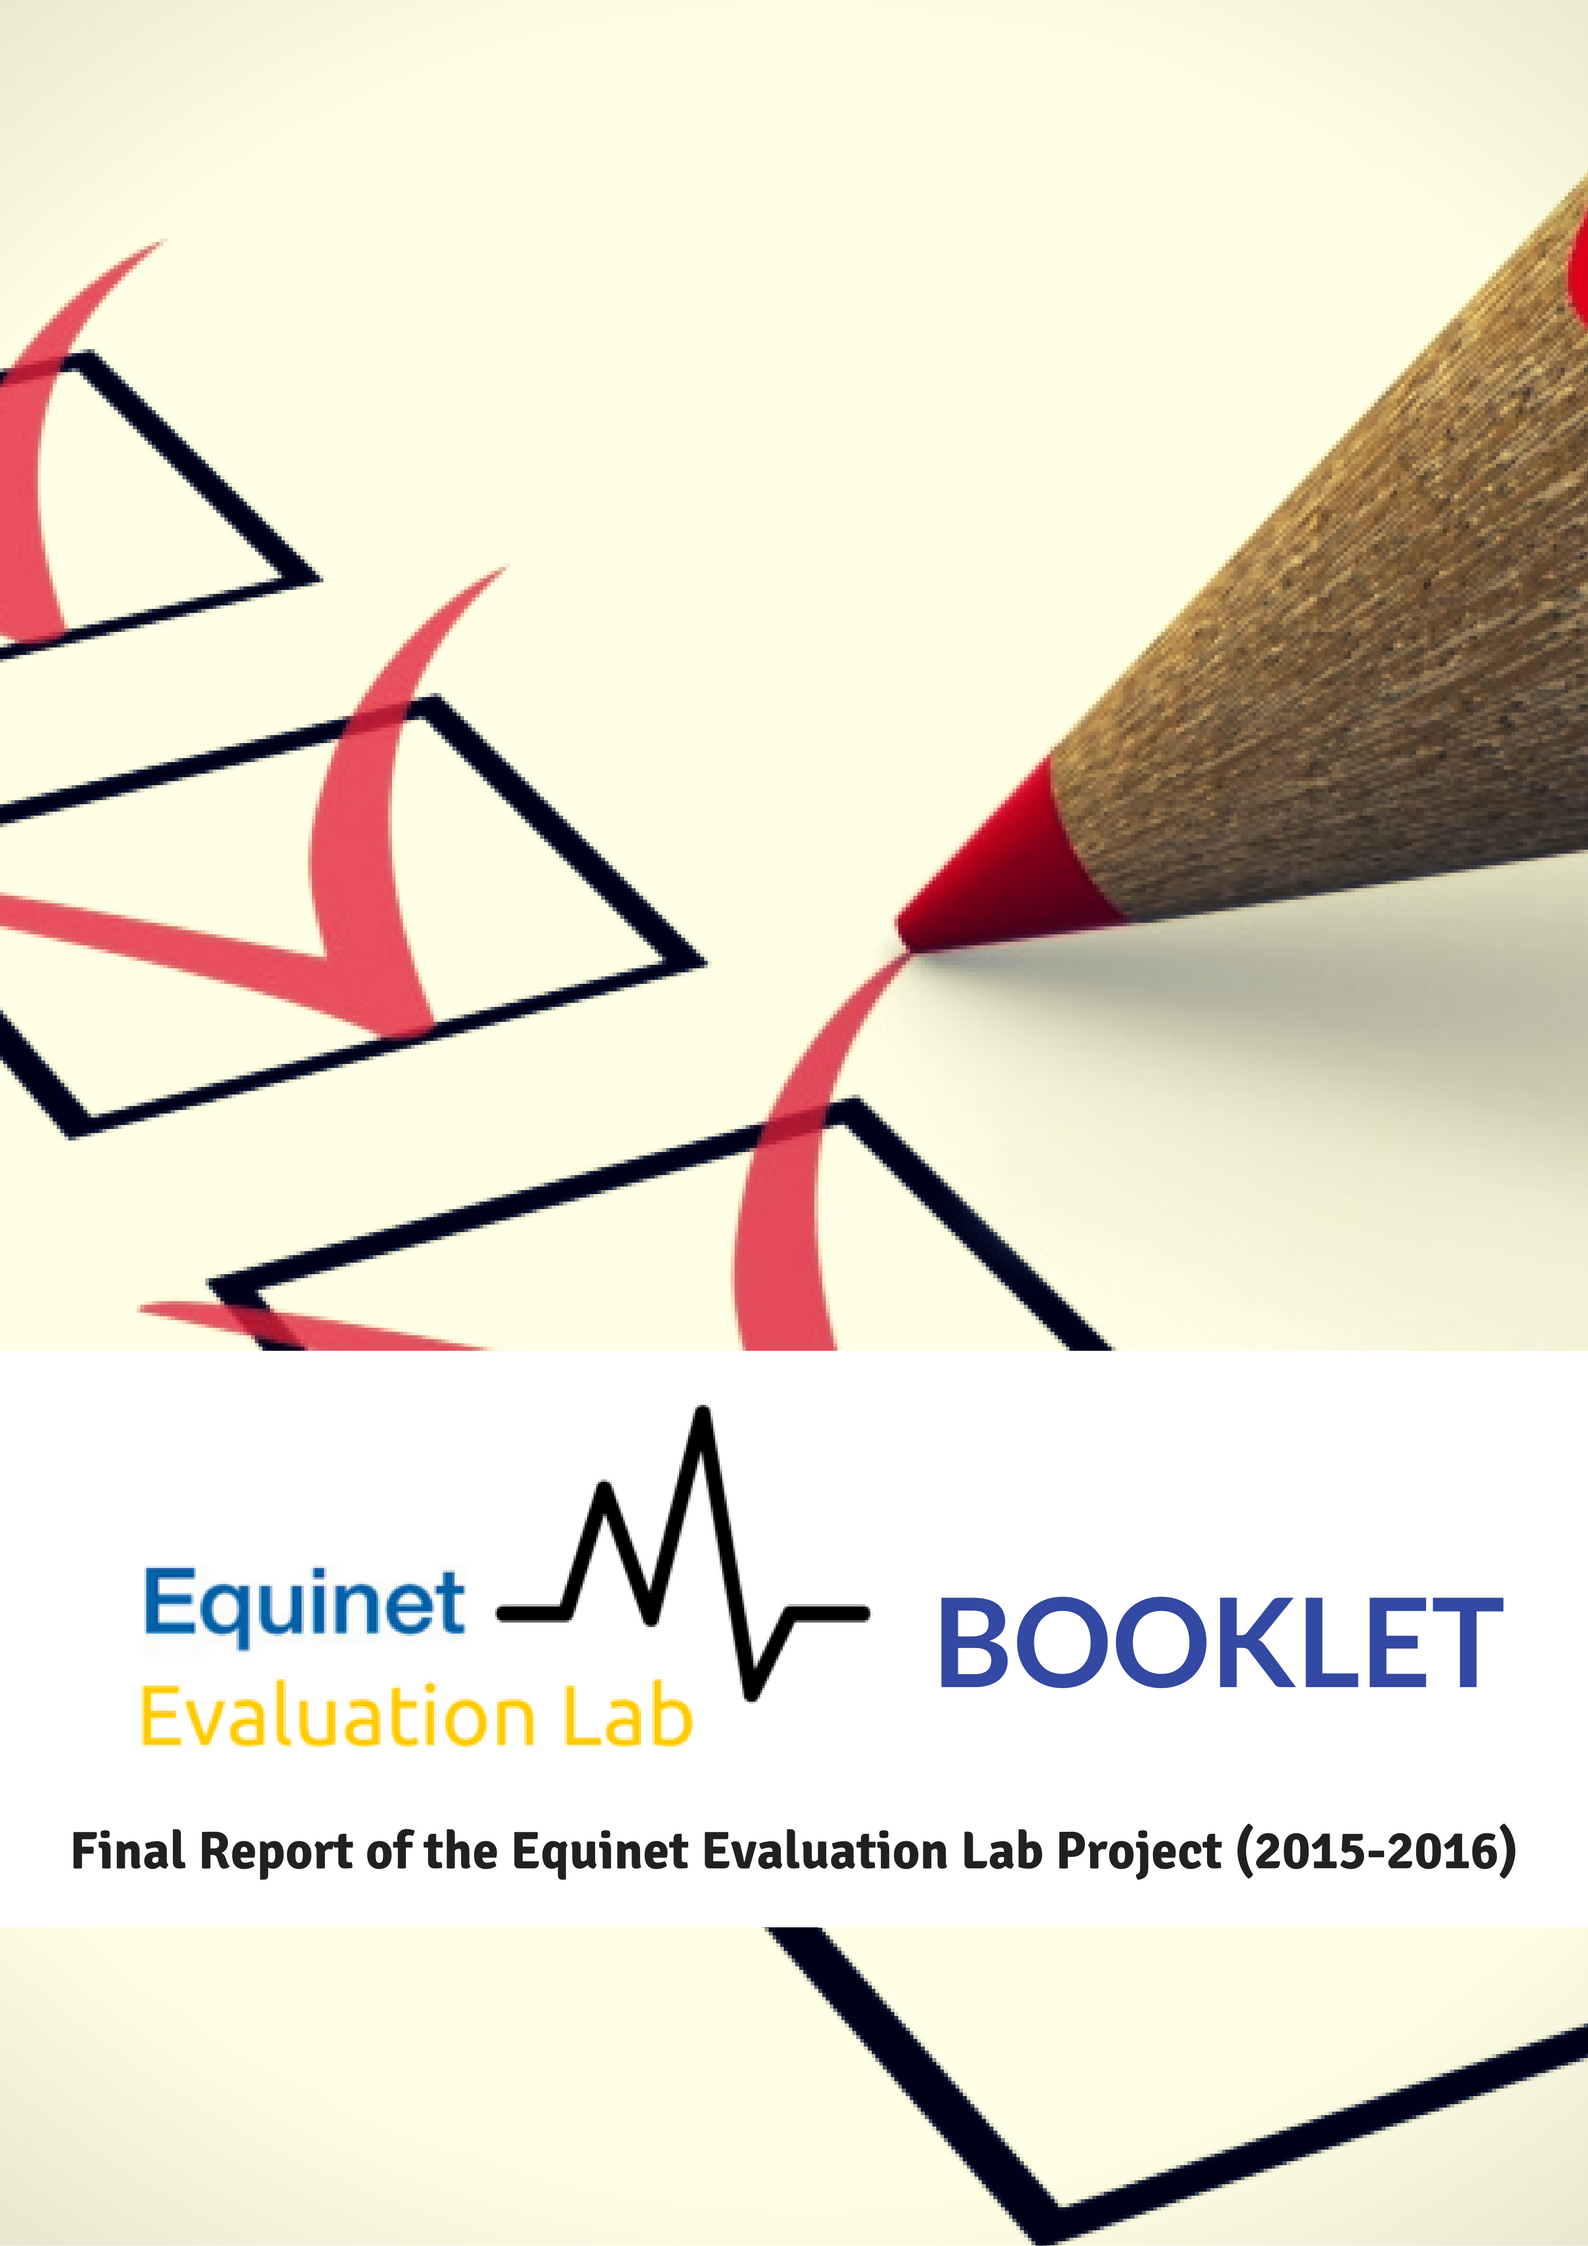 Equinet
Evaluation Lab
BOOKLET
Final Report of the Equinet Evaluation Lab Project (2015-2016)